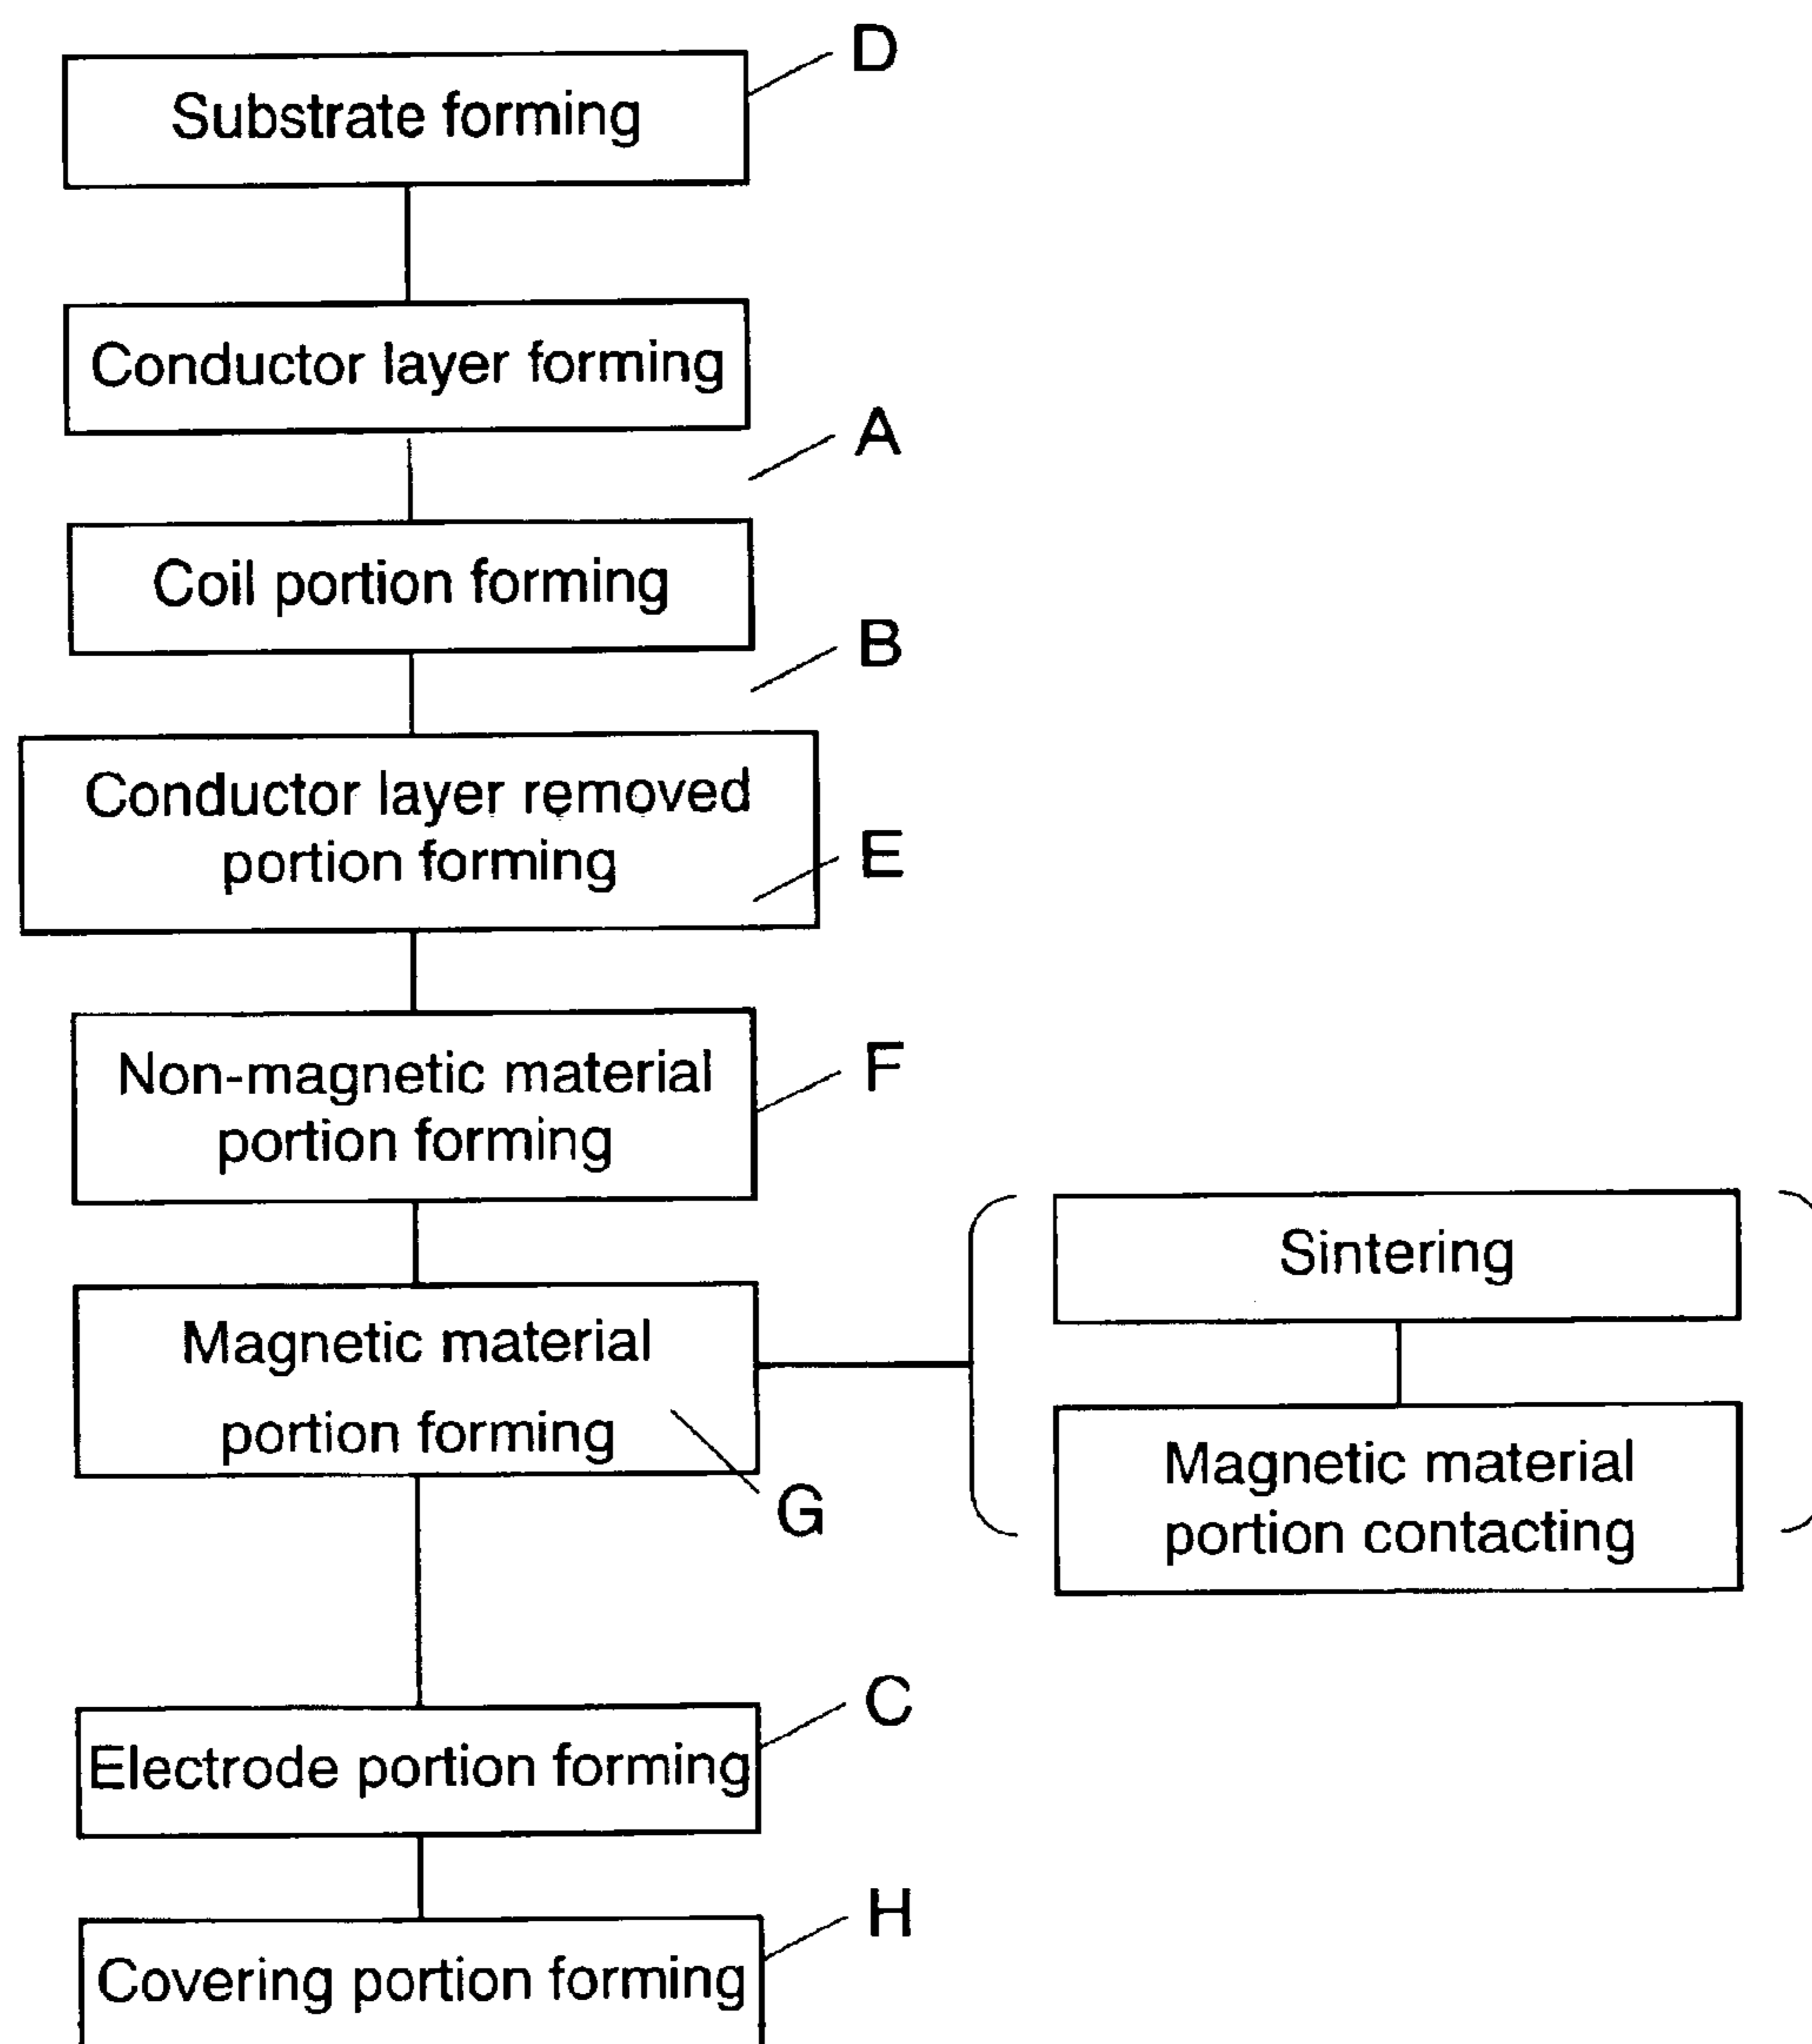 D
Substrate forming
Conductor layer forming
A
Coil portion forming
B
Conductor layer removed
portion forming
E
Non-magnetic material
portion forming
F
Magnetic material
portion forming
G
Sintering
Magnetic material
portion contacting
C
Electrode portion forming
H
Covering portion forming